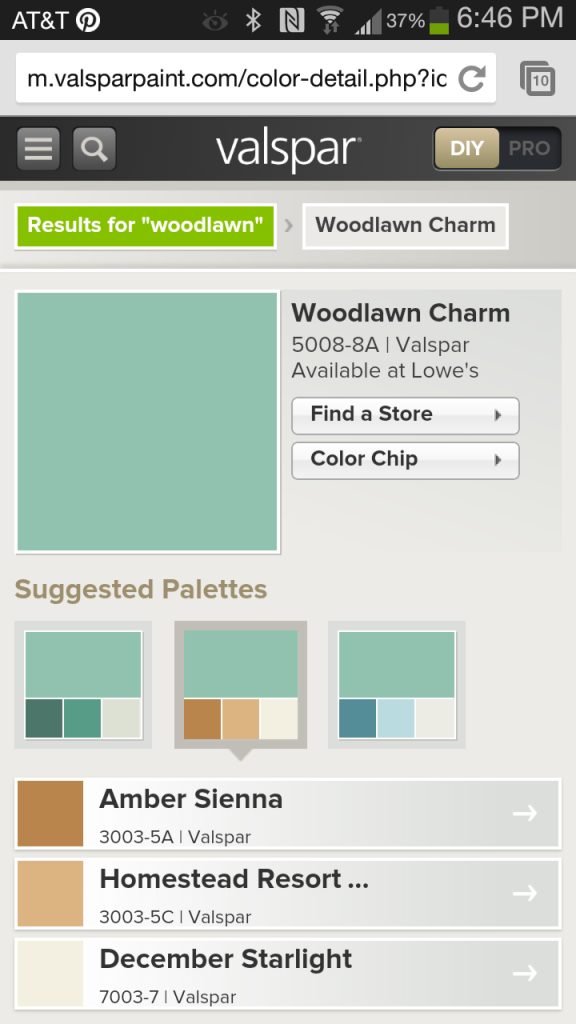 AT&T 37% 6:46 PM
m.valsparpaint.com/color-detail.php?ic
10
valspar
DIY PRO
Results for "woodlawn" › Woodlawn Charm
Woodlawn Charm
5008-8A | Valspar
Available at Lowe's
Find a Store
Color Chip
Suggested Palettes
Amber Sienna
3003-5A | Valspar
Homestead Resort ...
3003-5C | Valspar
December Starlight
7003-7 | Valspar